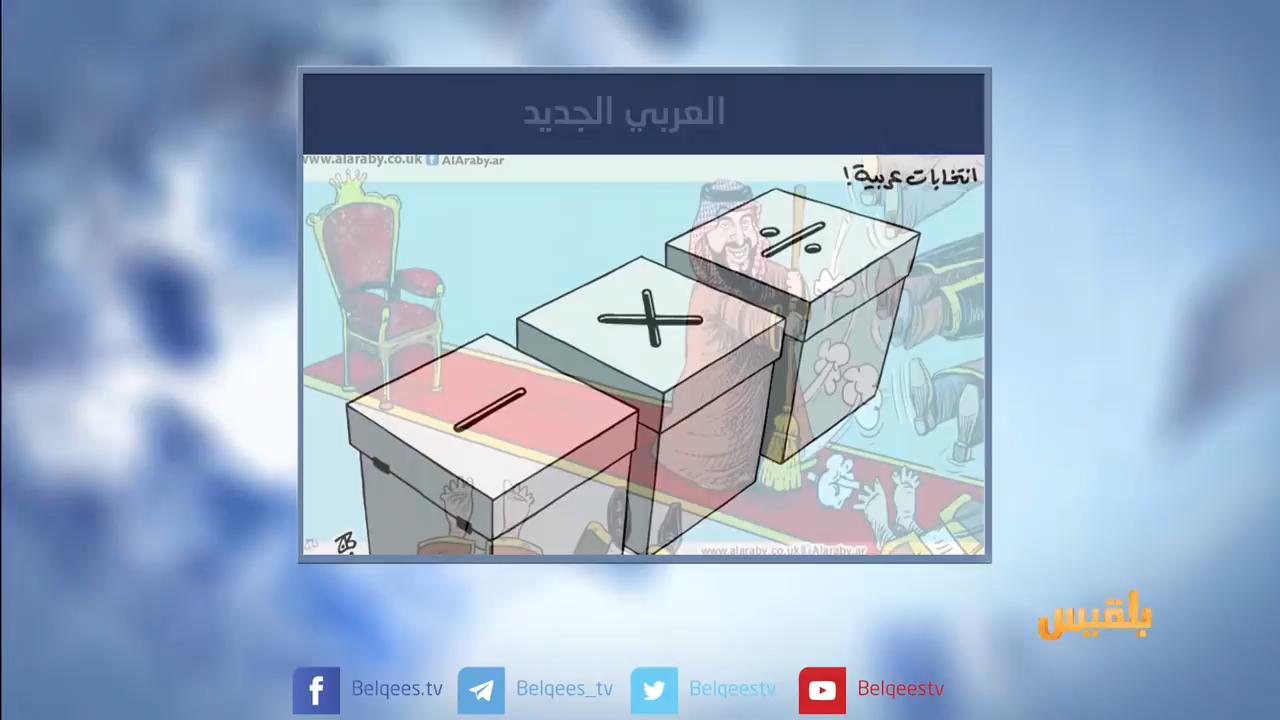 العربي الجديد
www.alaraby.co.uk AlAraby.ar
انتخابات عربية!
www.alaraby.co.uk Alaraby.ar
بلقيس
Belqees.tv
Belqees_tv
Belqeestv
Belqeestv